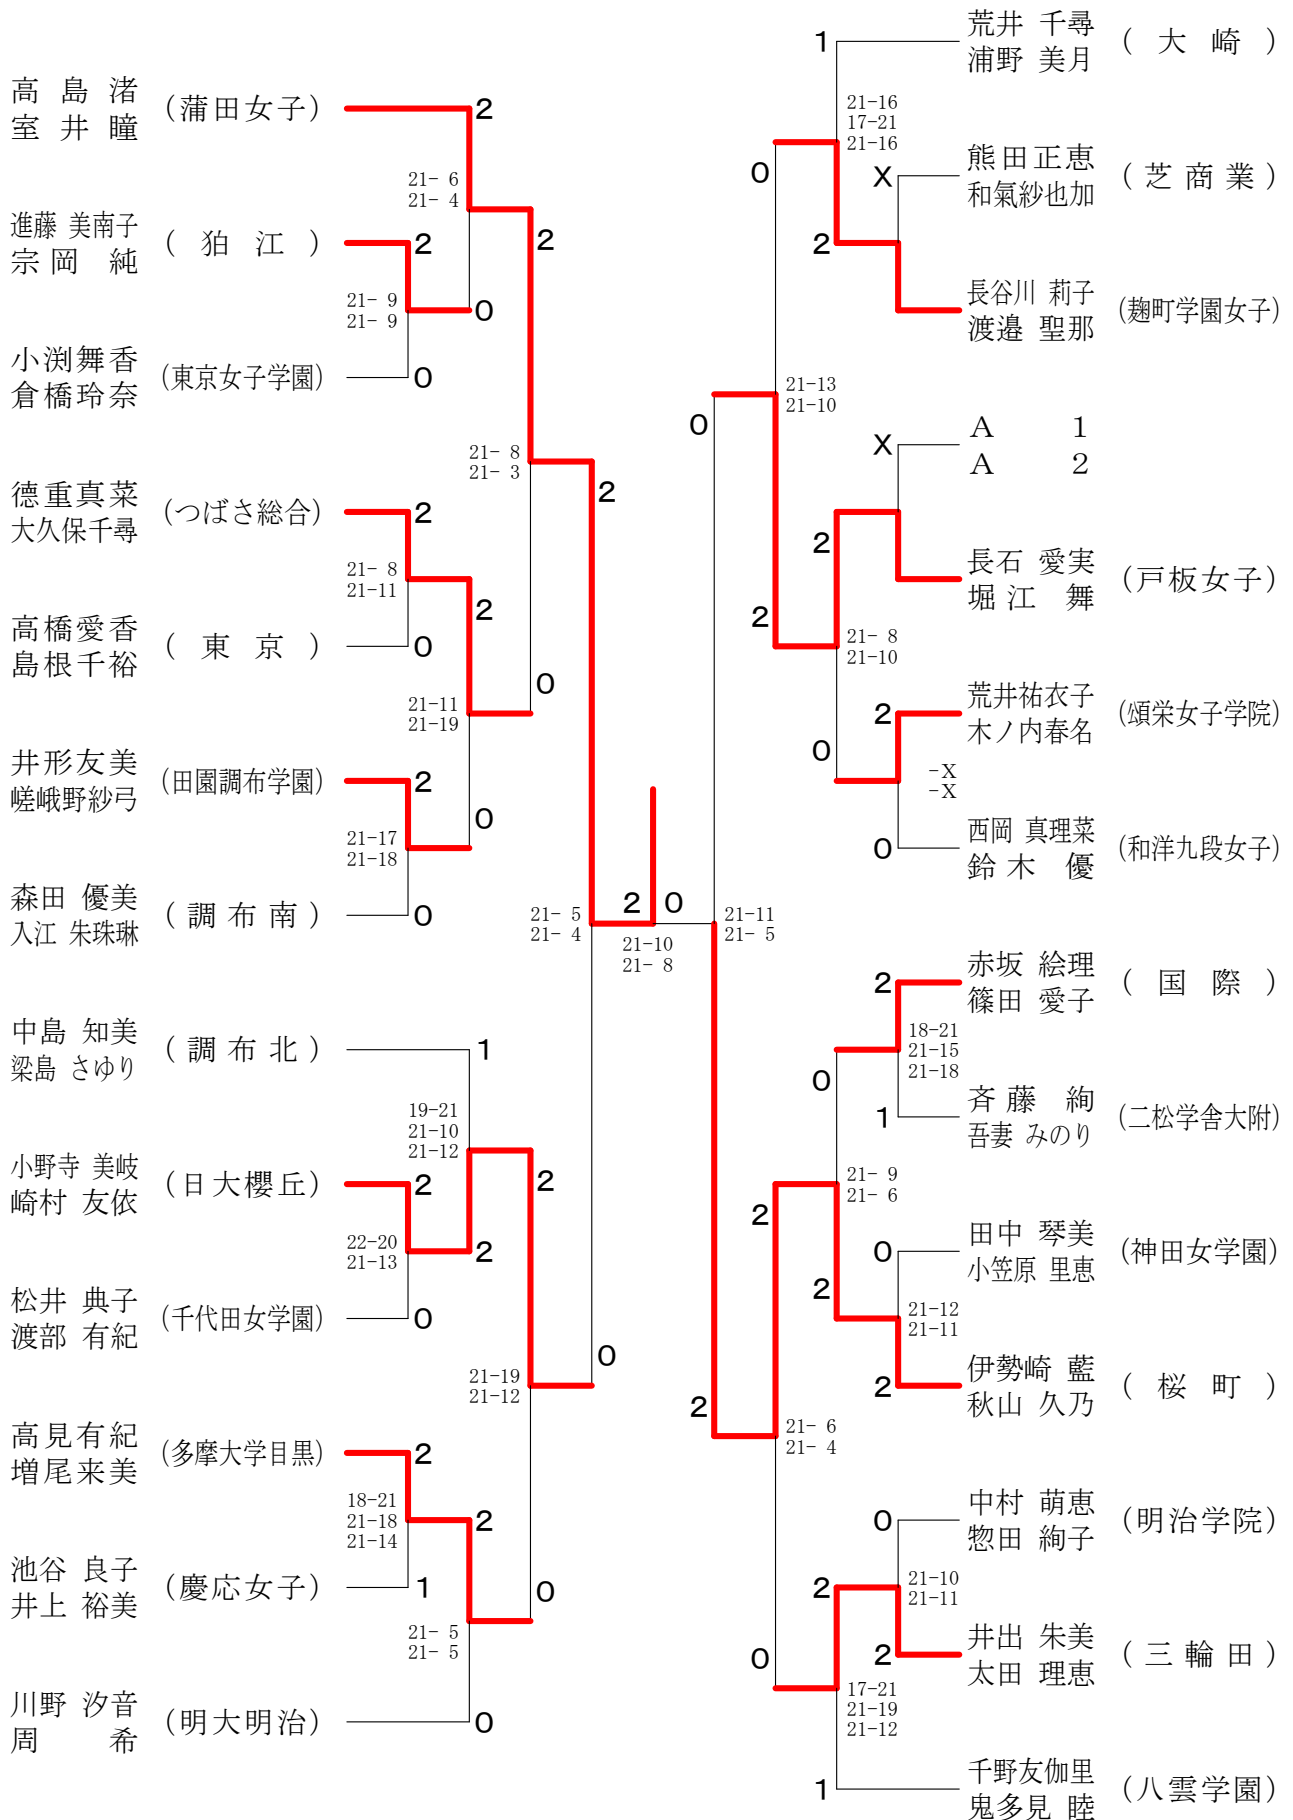 高島渚
室井瞳
(蒲田女子)
2
21- 6
21- 4
進藤 美南子
宗岡 純
(狛江)
2
2
21- 9
21- 9
0
小渕舞香
倉橋玲奈
(東京女子学園)
0
21- 8
21- 3
2
德重真菜
大久保千尋
(つばさ総合)
2
21- 8
21-11
2
高橋愛香
島根千裕
(東京)
0
21-11
21-19
0
井形友美
嵯峨野紗弓
(田園調布学園)
2
21-17
21-18
0
森田 優美
入江 朱珠琳
(調布南)
0
21- 5
21- 4
2
0
21-10
21- 8
中島 知美
梁島 さゆり
(調布北)
1
19-21
21-10
21-12
小野寺 美岐
崎村 友依
(日大櫻丘)
2
2
22-20
21-13
2
松井 典子
渡部 有紀
(千代田女学園)
0
21-19
21-12
0
高見有紀
増尾来美
(多摩大学目黒)
2
18-21
21-18
21-14
2
池谷 良子
井上 裕美
(慶応女子)
1
0
21- 5
21- 5
川野 汐音
周 希
(明大明治)
0
荒井 千尋
浦野 美月
(大崎)
1
21-16
17-21
21-16
0
熊田正恵
和氣紗也加
(芝商業)
X
2
長谷川 莉子
渡邉 聖那
(麹町学園女子)
21-13
21-10
0
A 1
A 2
X
2
長石 愛実
堀江 舞
(戸板女子)
2
21- 8
21-10
荒井祐衣子
木ノ内春名
(頌栄女子学院)
2
0
-X
-X
西岡 真理菜
鈴木 優
(和洋九段女子)
0
21-11
21- 5
赤坂 絵理
篠田 愛子
(国際)
2
18-21
21-15
21-18
0
斉藤 絢
吾妻 みのり
(二松学舎大附)
1
21- 9
21- 6
2
田中 琴美
小笠原 里恵
(神田女学園)
0
2
21-12
21-11
伊勢崎 藍
秋山 久乃
(桜町)
2
2
21- 6
21- 4
中村 萌恵
惣田 絢子
(明治学院)
0
2
21-10
21-11
井出 朱美
太田 理恵
(三輪田)
2
0
17-21
21-19
21-12
千野友伽里
鬼多見 睦
(八雲学園)
1